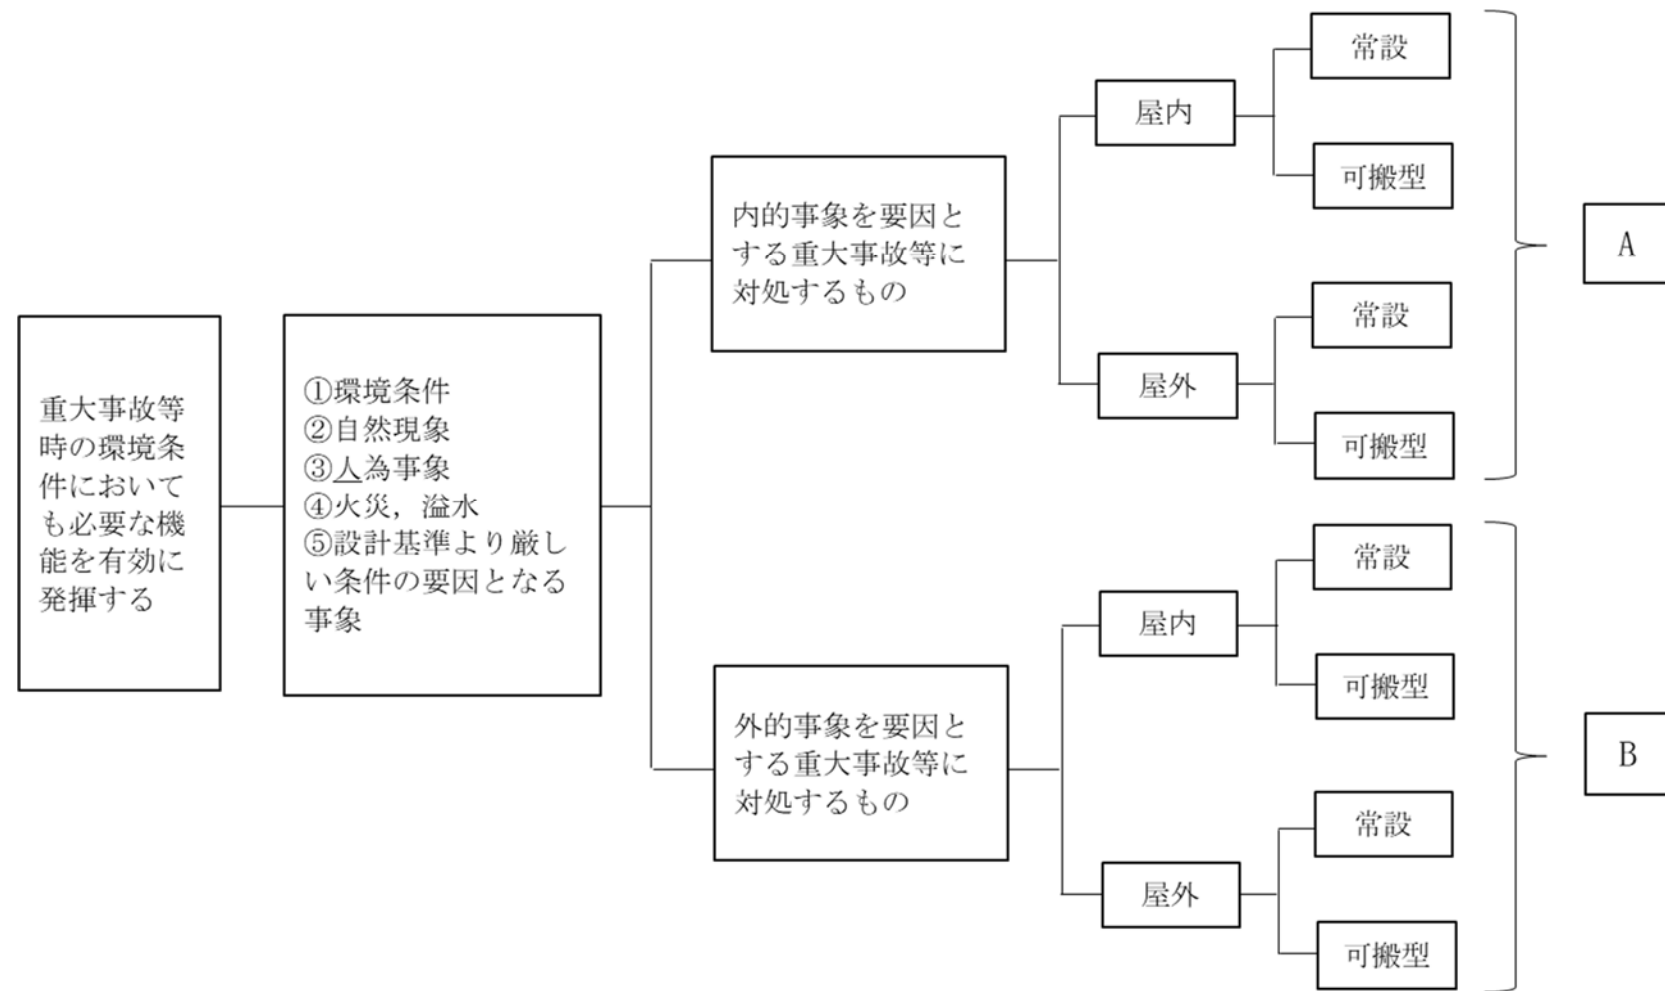 重大事故等
時の環境条
件において
も必要な機
能を有効に
発揮する
①環境条件
②自然現象
③人為事象
④火災，溢水
⑤設計基準より厳し
い条件の要因となる
事象
内的事象を要因と
する重大事故等に
対処するもの
屋内
常設
可搬型
屋外
常設
可搬型
A
外的事象を要因と
する重大事故等に
対処するもの
屋内
常設
可搬型
屋外
常設
可搬型
B